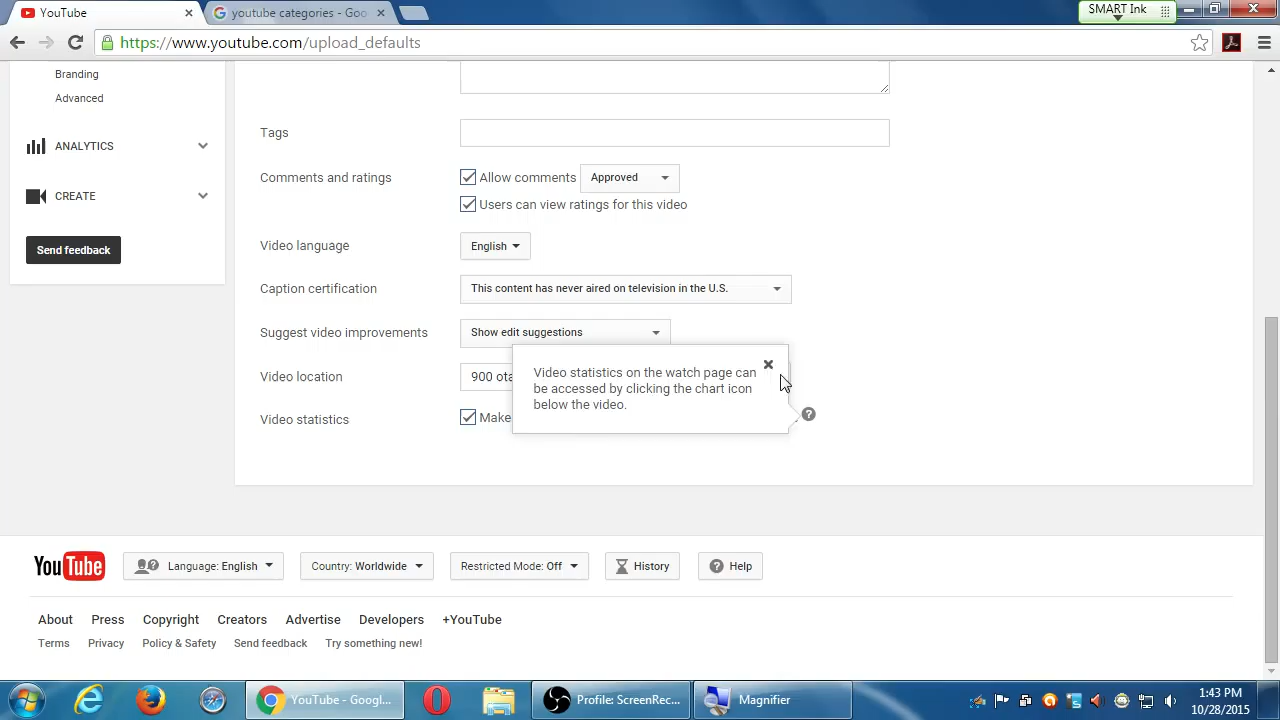 YouTube
youtube categories - Goo
SMART Ink
https://www.youtube.com/upload_defaults
Branding
Advanced
ANALYTICS
CREATE
Send feedback
Tags
Comments and ratings
Allow comments
Approved
Users can view ratings for this video
Video language
English
Caption certification
This content has never aired on television in the U.S.
Suggest video improvements
Show edit suggestions
Video location
900 ota
Video statistics on the watch page can
be accessed by clicking the chart icon
below the video.
Video statistics
Make
?
YouTube
Language: English
Country: Worldwide
Restricted Mode: Off
History
Help
About
Press
Copyright
Creators
Advertise
Developers
+YouTube
Terms
Privacy
Policy & Safety
Send feedback
Try something new!
YouTube - Googl...
Profile: ScreenRec...
Magnifier
1:43 PM
10/28/2015